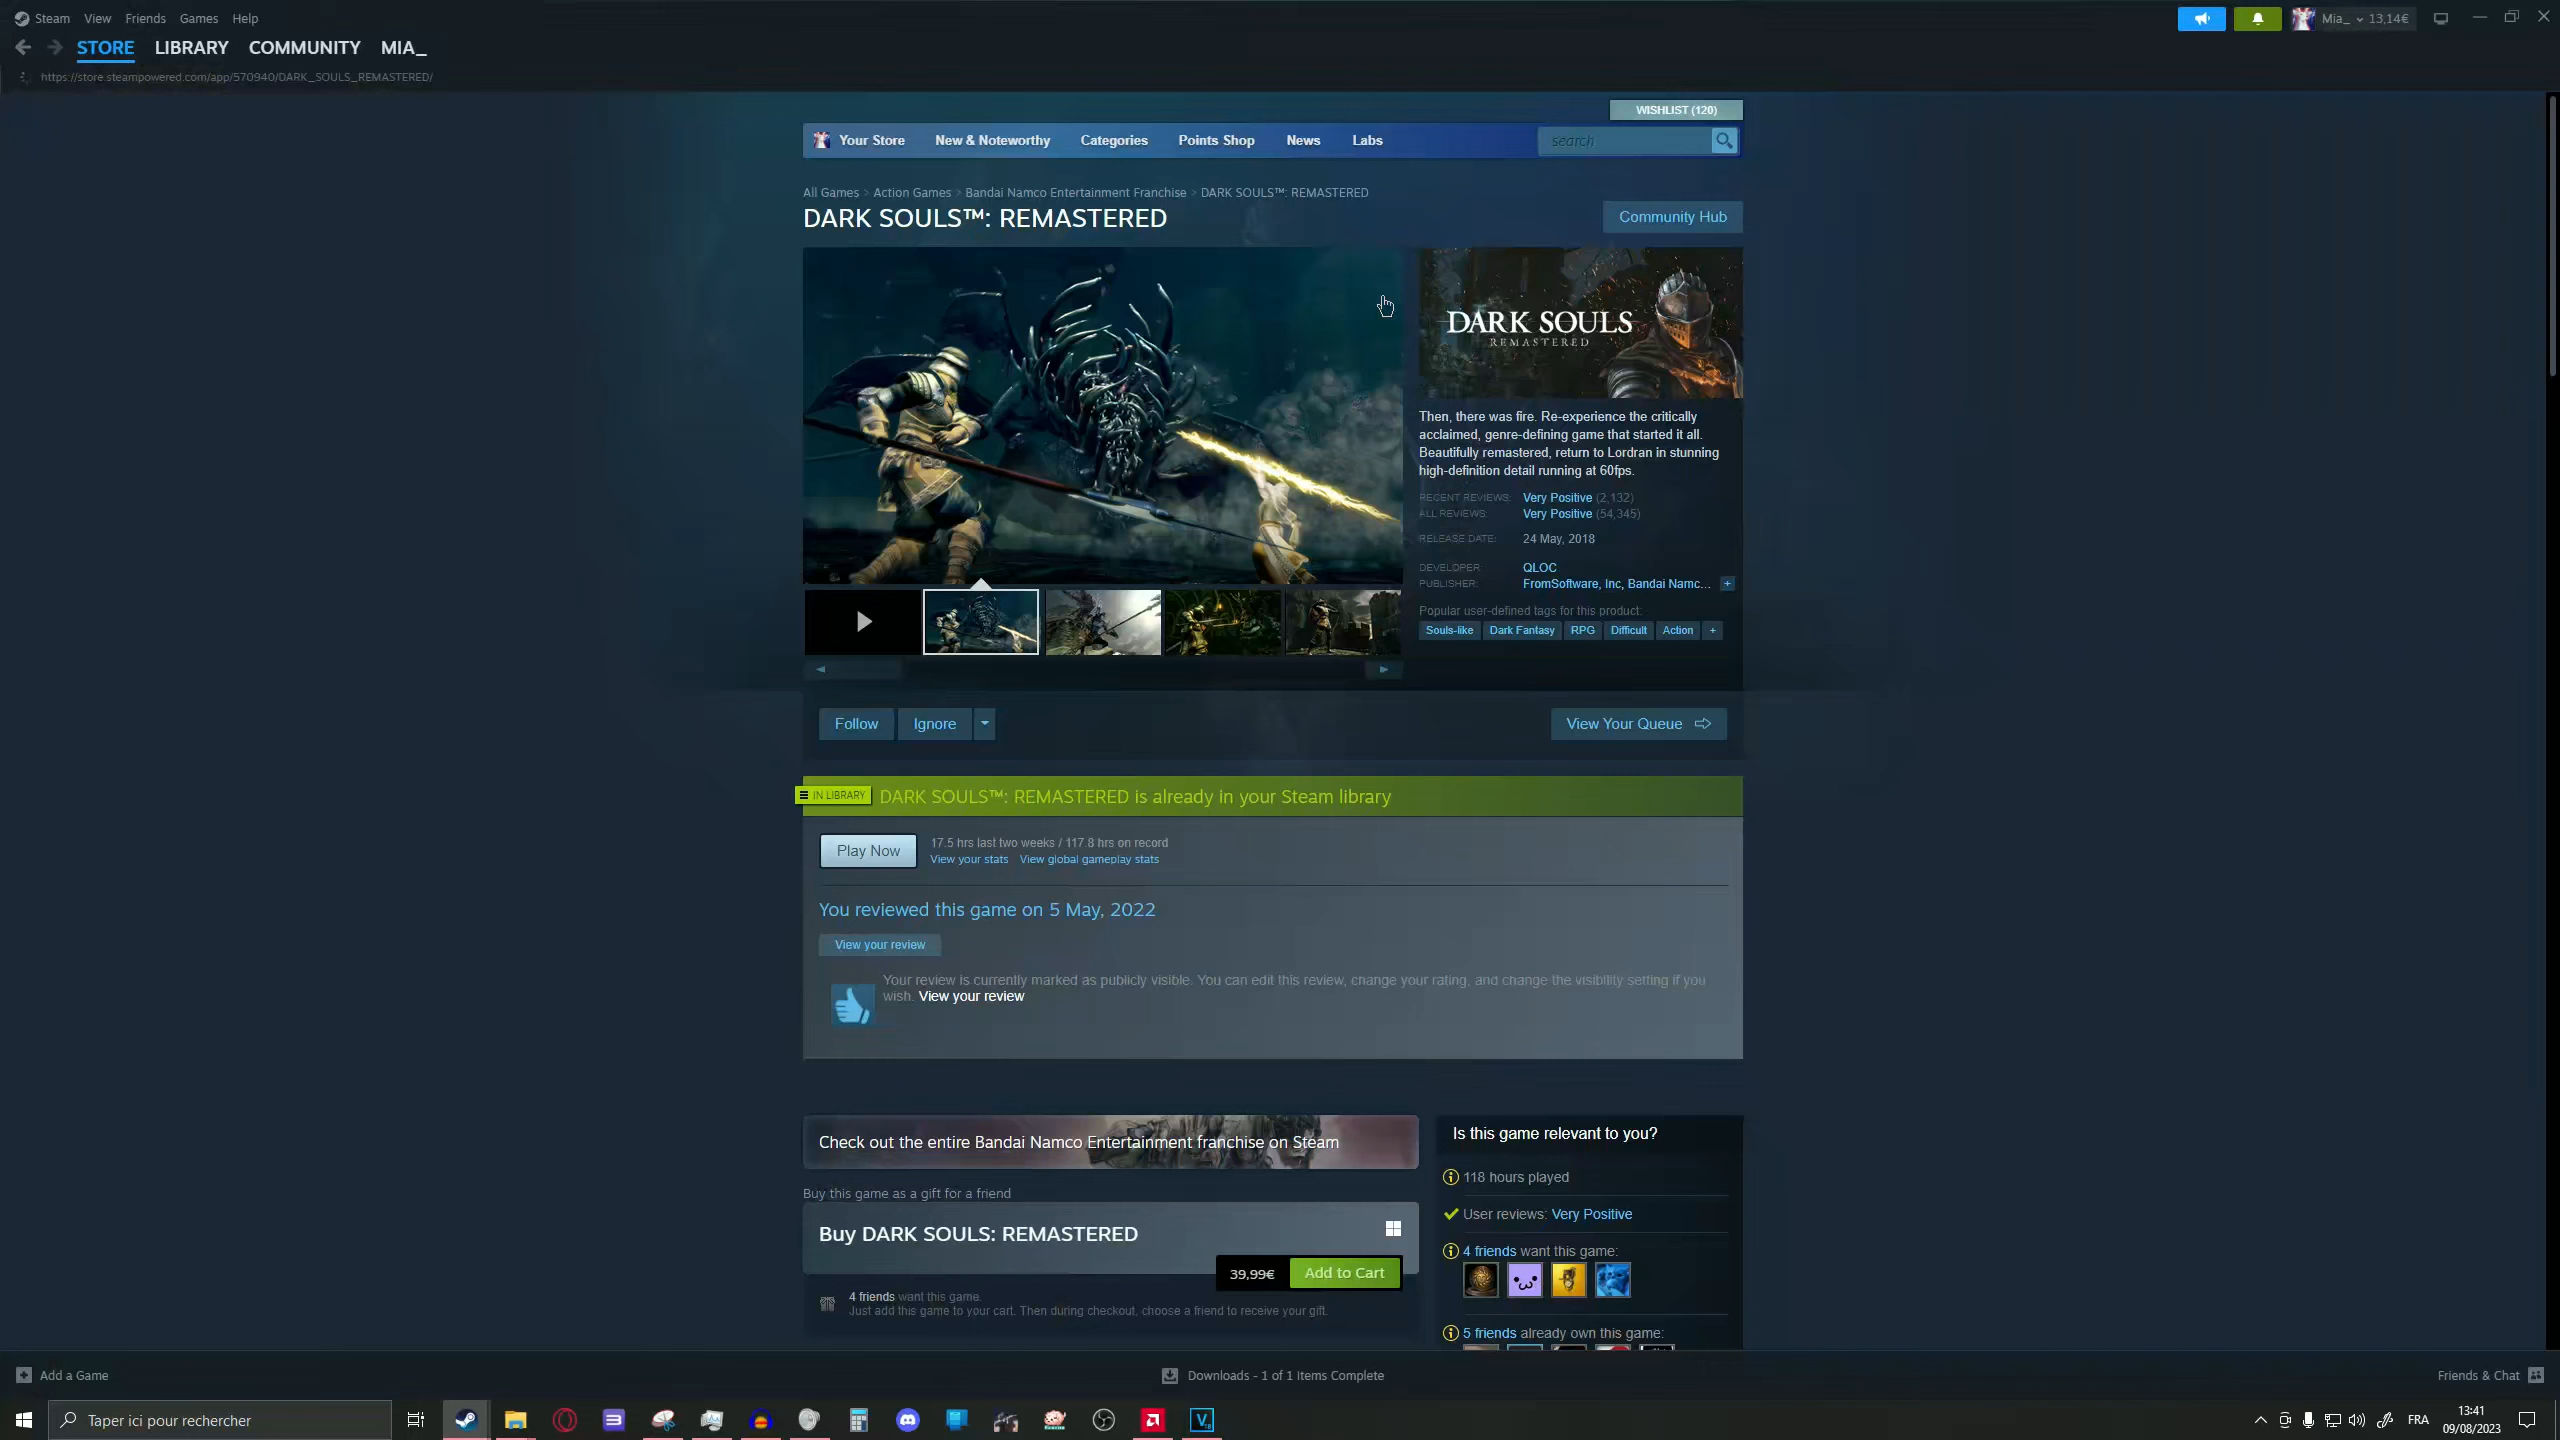 Steam View Friends Games Help
Mia_ 13,14€
STORE LIBRARY COMMUNITY MIA_
https://store.steampowered.com/app/570940/DARK_SOULS_REMASTERED/
WISHLIST (120)
Your Store New & Noteworthy Categories Points Shop News Labs search
All Games > Action Games > Bandai Namco Entertainment Franchise > DARK SOULS™: REMASTERED
DARK SOULS™: REMASTERED
Community Hub
DARK SOULS
REMASTERED
Then, there was fire. Re-experience the critically
acclaimed, genre-defining game that started it all.
Beautifully remastered, return to Lordran in stunning
high-definition detail running at 60fps.
RECENT REVIEWS: Very Positive (2,132)
ALL REVIEWS: Very Positive (54,345)
RELEASE DATE: 24 May, 2018
DEVELOPER: QLOC
PUBLISHER: FromSoftware, Inc, Bandai Namc... +
Popular user-defined tags for this product:
Souls-like Dark Fantasy RPG Difficult Action +
Follow Ignore
View Your Queue
IN LIBRARY DARK SOULS™: REMASTERED is already in your Steam library
Play Now
17.5 hrs last two weeks / 117.8 hrs on record
View your stats View global gameplay stats
You reviewed this game on 5 May, 2022
View your review
Your review is currently marked as publicly visible. You can edit this review, change your rating, and change the visibility setting if you
wish. View your review
Check out the entire Bandai Namco Entertainment franchise on Steam
Buy this game as a gift for a friend
Buy DARK SOULS: REMASTERED
39,99€ Add to Cart
4 friends want this game.
Just add this game to your cart. Then during checkout, choose a friend to receive your gift.
Is this game relevant to you?
118 hours played
User reviews: Very Positive
4 friends want this game:
5 friends already own this game:
Add a Game
Downloads - 1 of 1 Items Complete
Friends & Chat
Taper ici pour rechercher
FRA
13:41
09/08/2023